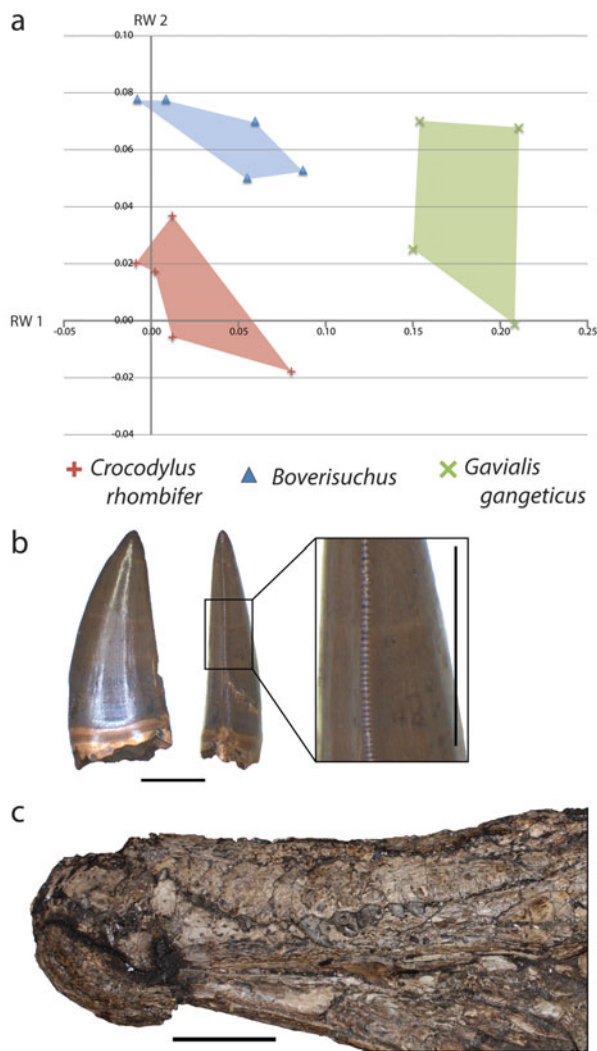 a
RW 2
0.10
0.08
0.06
0.04
0.02
RW 1
0.00
-0.05
0.00
0.05
0.10
0.15
0.20
0.25
-0.02
-0.04
Crocodylus
rhombifer
Boverisuchus
Gavialis
gangeticus
b
c